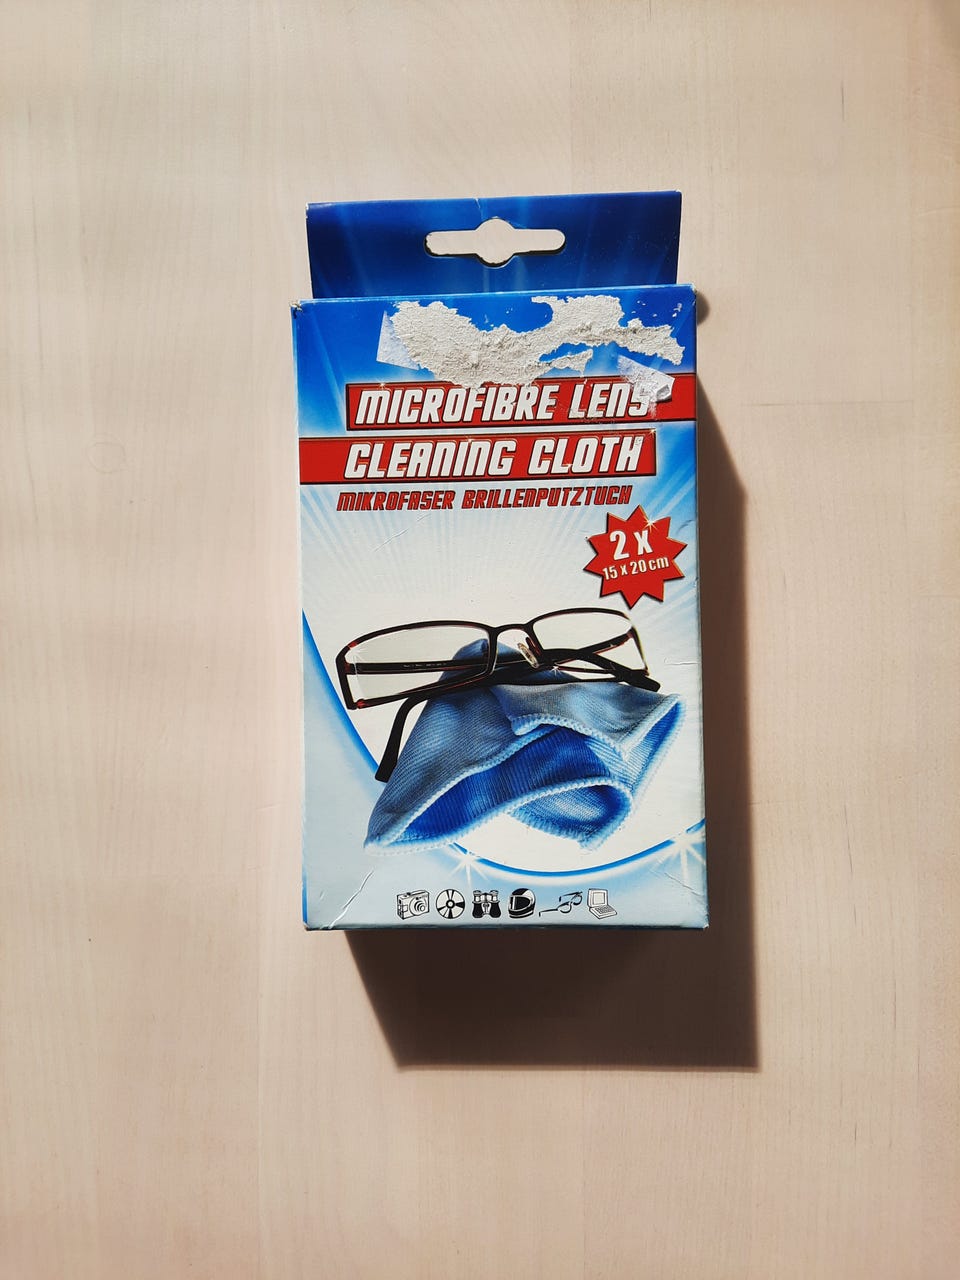 MICROFIBRE LENS
CLEANING CLOTH
MIKROFASER BRILLENPUTZTUCH
2 x
15 x 20 cm